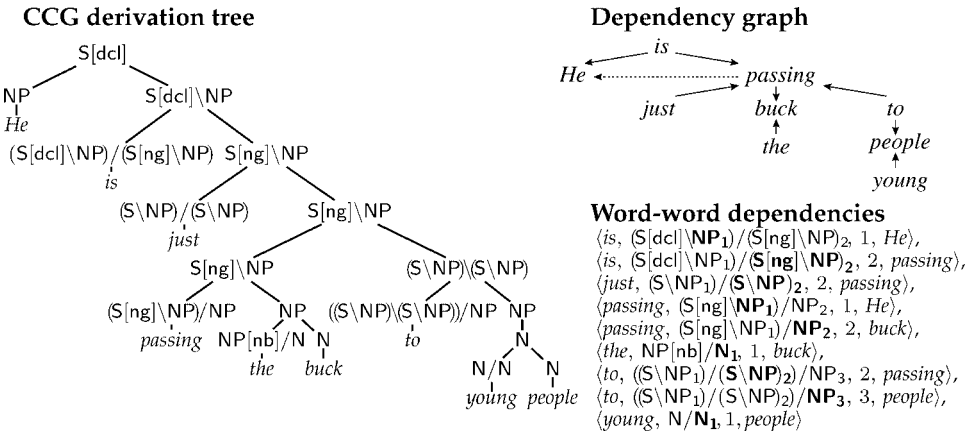 CCG derivation tree
S[dcl]
NP
S[dcl]\NP
He
(S[dcl]\NP)/(S[ng]\NP) S[ng]\NP
is
(S\NP)/(S\NP)
S[ng]\NP
just
S[ng]\NP
(S\NP)\(S\NP)
(S[ng]\NP)/NP
NP
((S\NP)\(S\NP))/NP
NP
passing
NP[nb]/N
N
to
N
the
buck
N/N
N
young
people
Dependency graph
is
He
passing
just
buck
to
the
people
young
Word-word dependencies
⟨is, (S[dcl]\NP₁)/(S[ng]\NP)₂, 1, He⟩,
⟨is, (S[dcl]\NP₁)/(S[ng]\NP)₂, 2, passing⟩,
⟨just, (S\NP₁)/(S\NP)₂, 2, passing⟩,
⟨passing, (S[ng]\NP₁)/NP₂, 1, He⟩,
⟨passing, (S[ng]\NP₁)/NP₂, 2, buck⟩,
⟨the, NP[nb]/N₁, 1, buck⟩,
⟨to, ((S\NP₁)/(S\NP)₂)/NP₃, 2, passing⟩,
⟨to, ((S\NP₁)/(S\NP)₂)/NP₃, 3, people⟩,
⟨young, N/N₁, 1, people⟩